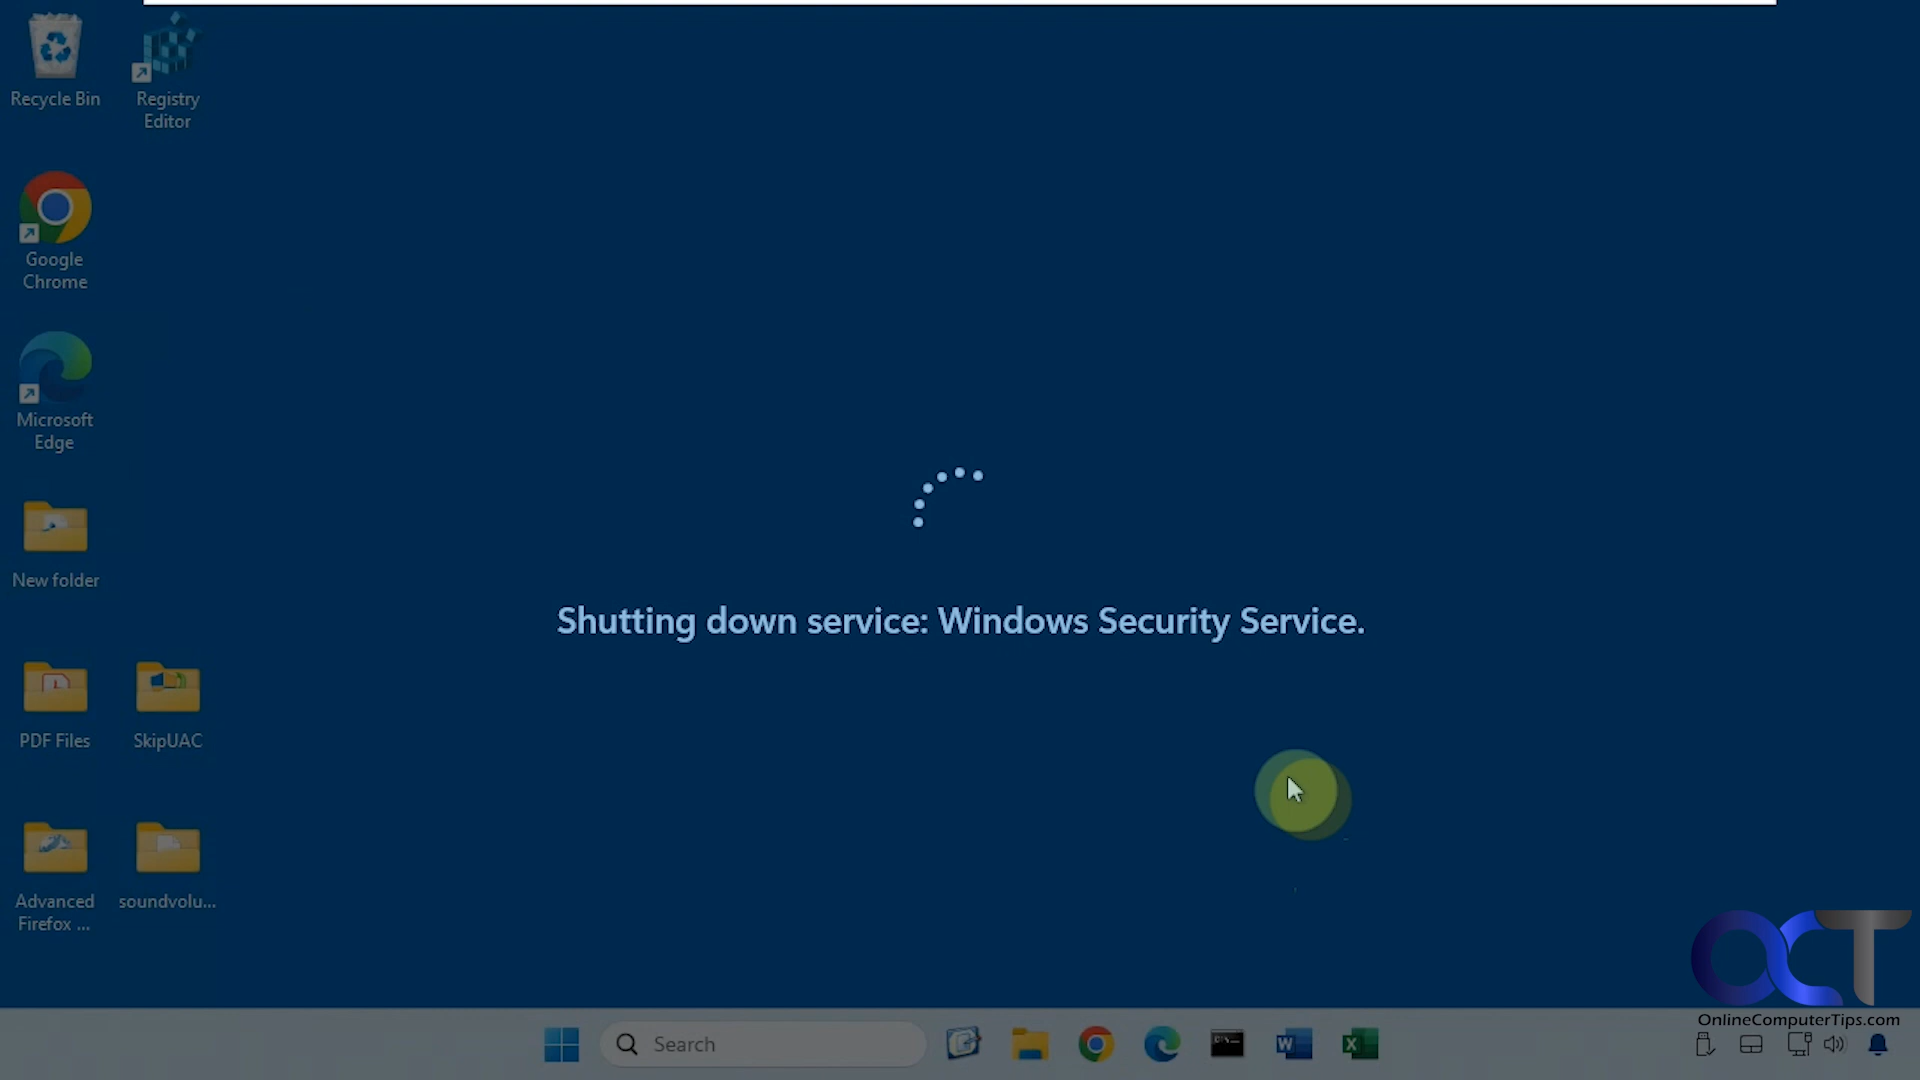 Recycle Bin
Registry
Editor
Google
Chrome
Microsoft
Edge
New folder
Shutting down service: Windows Security Service.
PDF Files
SkipUAC
Advanced
Firefox ...
soundvolu...
OCT
OnlineComputerTips.com
Search